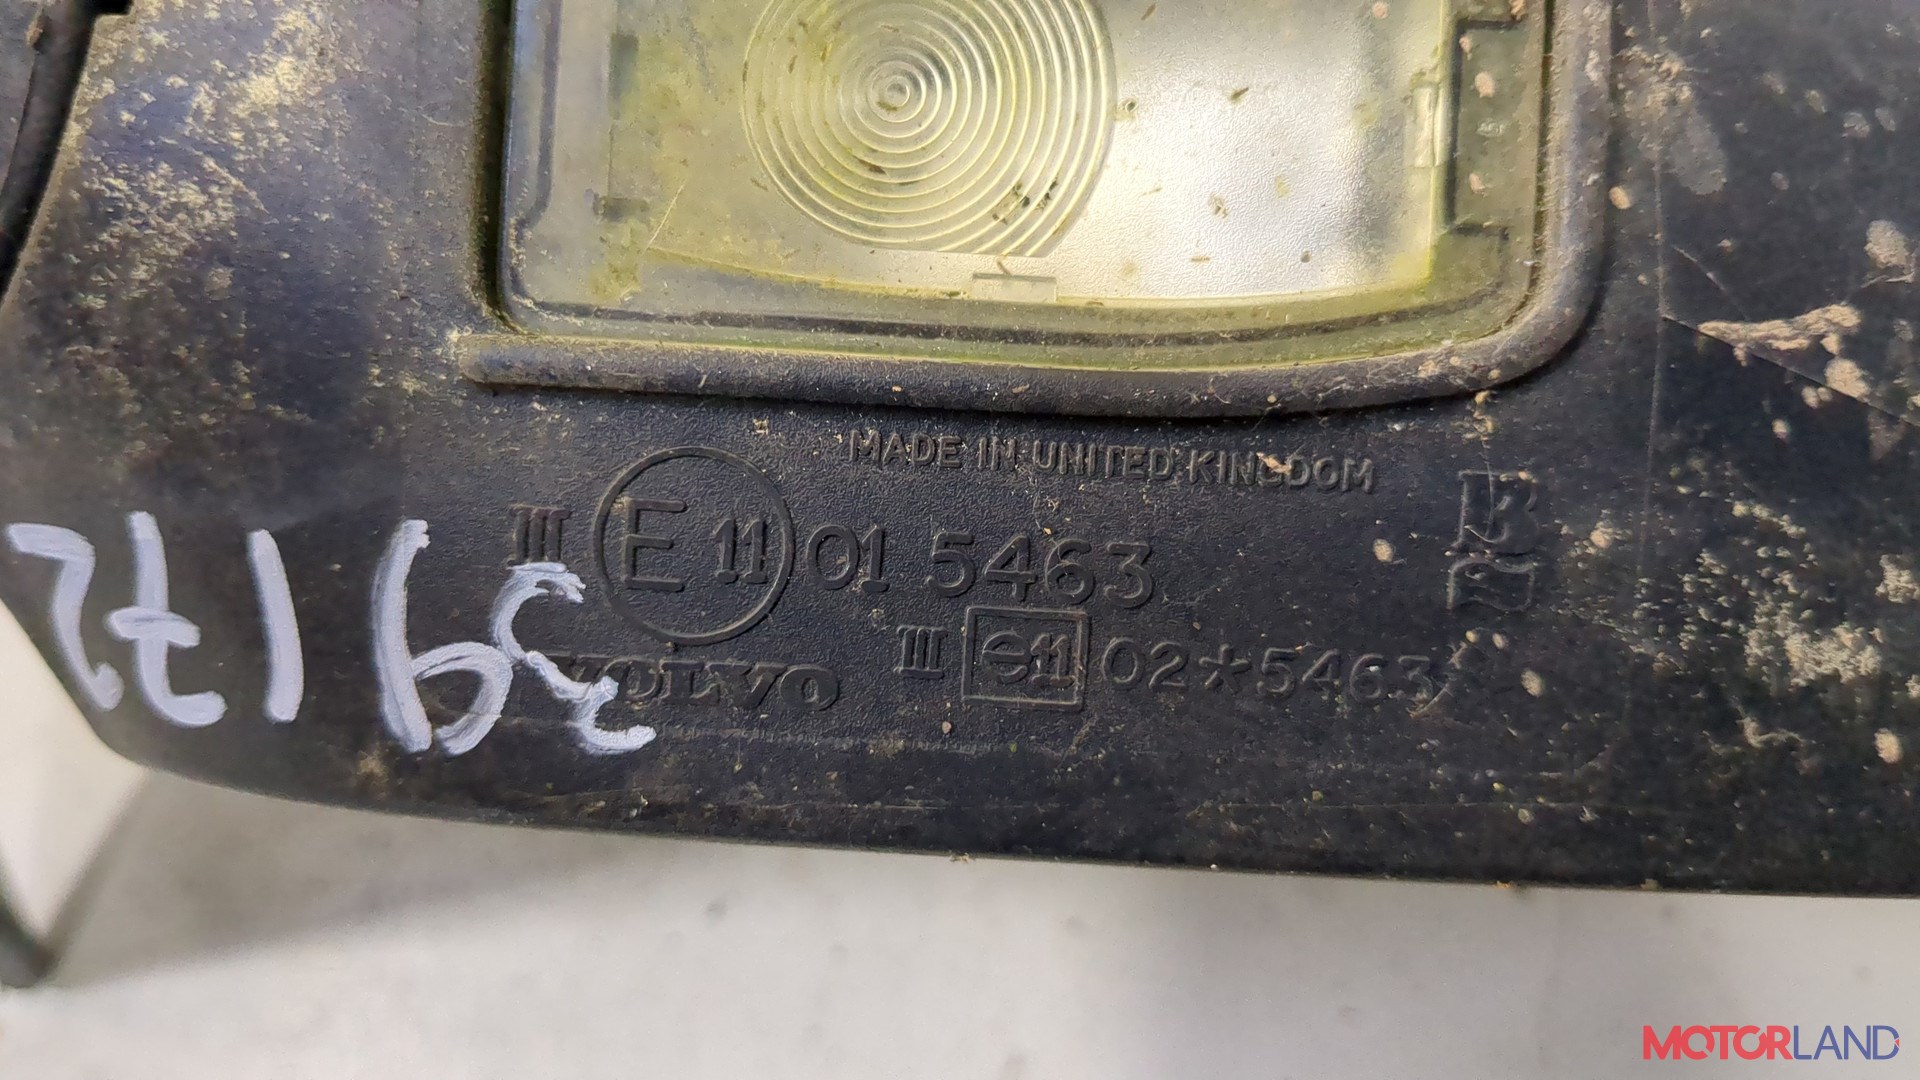 MADE IN UNITED KINGDOM
III E 11 01 5463
III e11 02*5463
VOLVO
39172
MOTORLAND